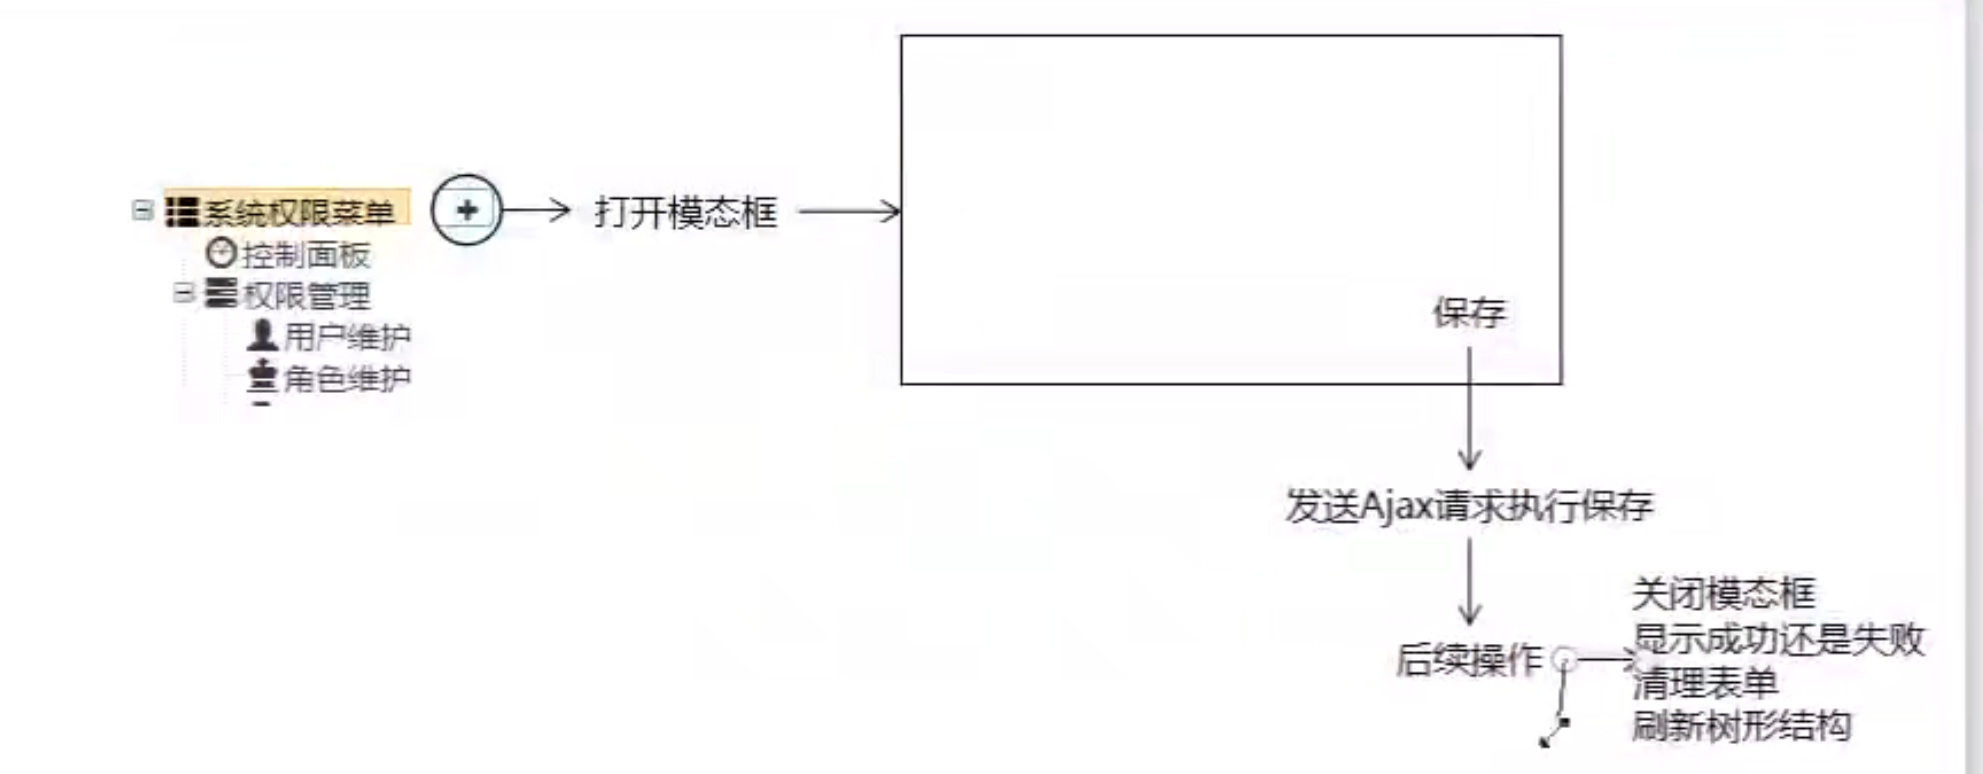 系统权限菜单
控制面板
权限管理
用户维护
角色维护
打开模态框
保存
发送Ajax请求执行保存
后续操作
关闭模态框
显示成功还是失败
清理表单
刷新树形结构